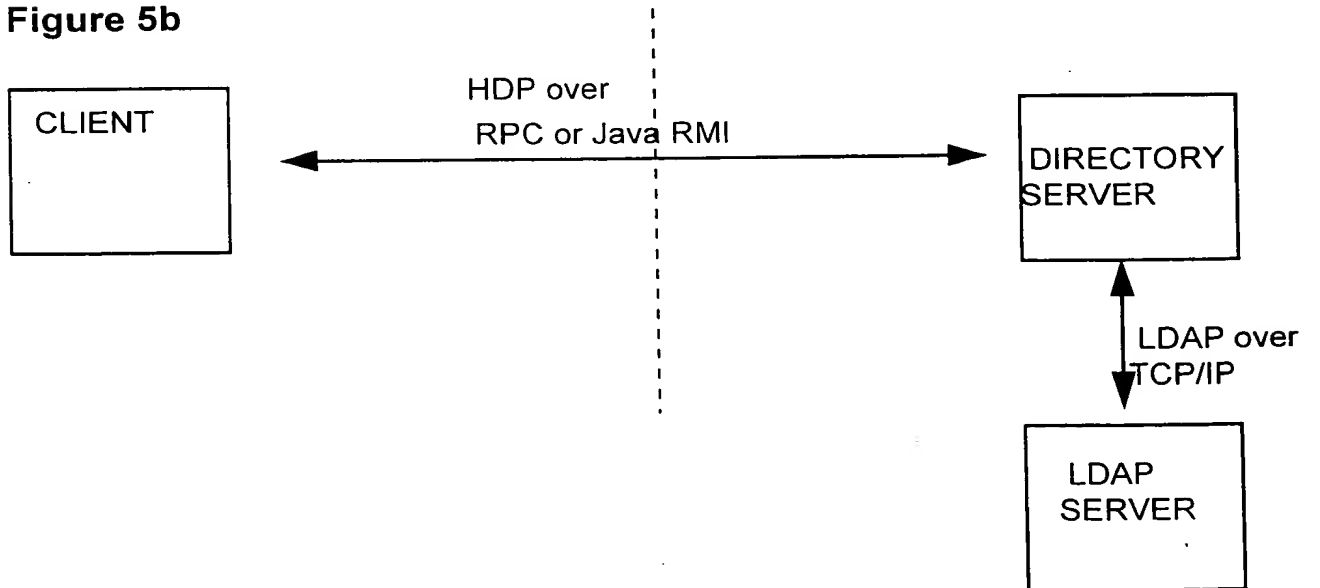 Figure 5b
CLIENT
HDP over
RPC or Java RMI
DIRECTORY
SERVER
LDAP over
TCP/IP
LDAP
SERVER